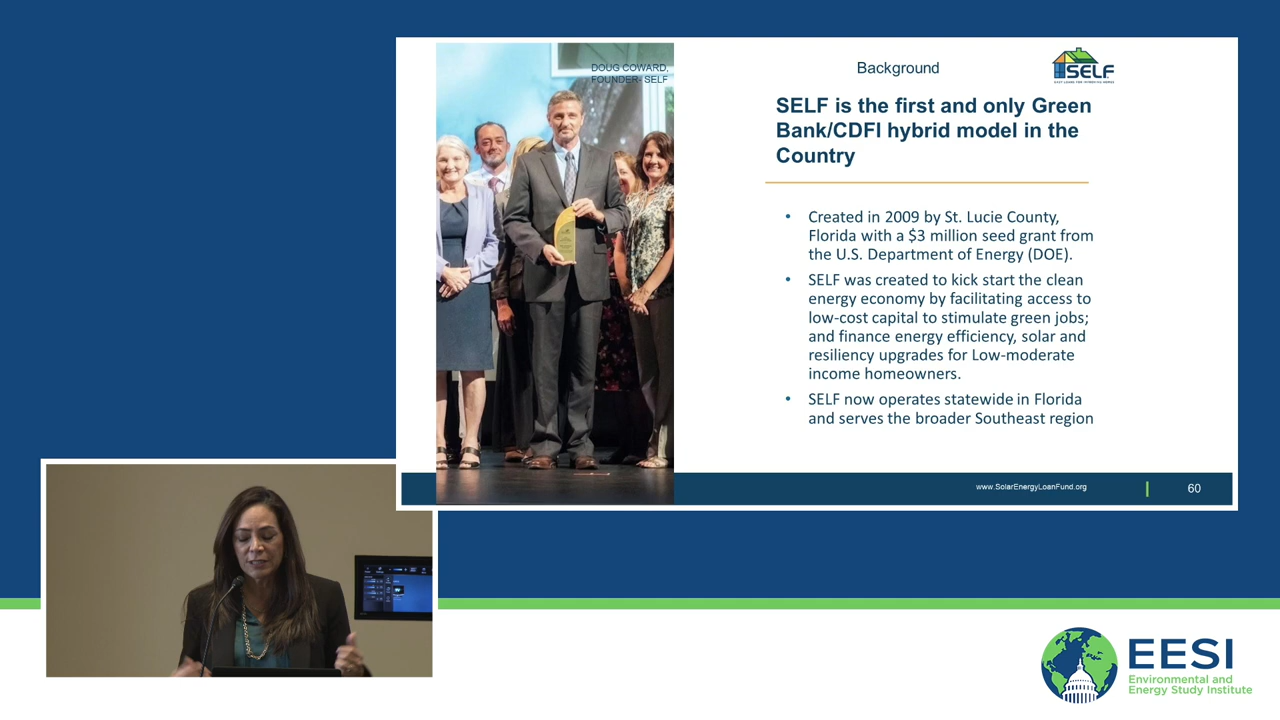 DOUG COWARD,
FOUNDER- SELF
Background
SELF
SELF is the first and only Green
Bank/CDFI hybrid model in the
Country
• Created in 2009 by St. Lucie County,
Florida with a $3 million seed grant from
the U.S. Department of Energy (DOE).
• SELF was created to kick start the clean
energy economy by facilitating access to
low-cost capital to stimulate green jobs;
and finance energy efficiency, solar and
resiliency upgrades for Low-moderate
income homeowners.
• SELF now operates statewide in Florida
and serves the broader Southeast region
www.SolarEnergyLoanFund.org
60
EESI
Environmental and
Energy Study Institute